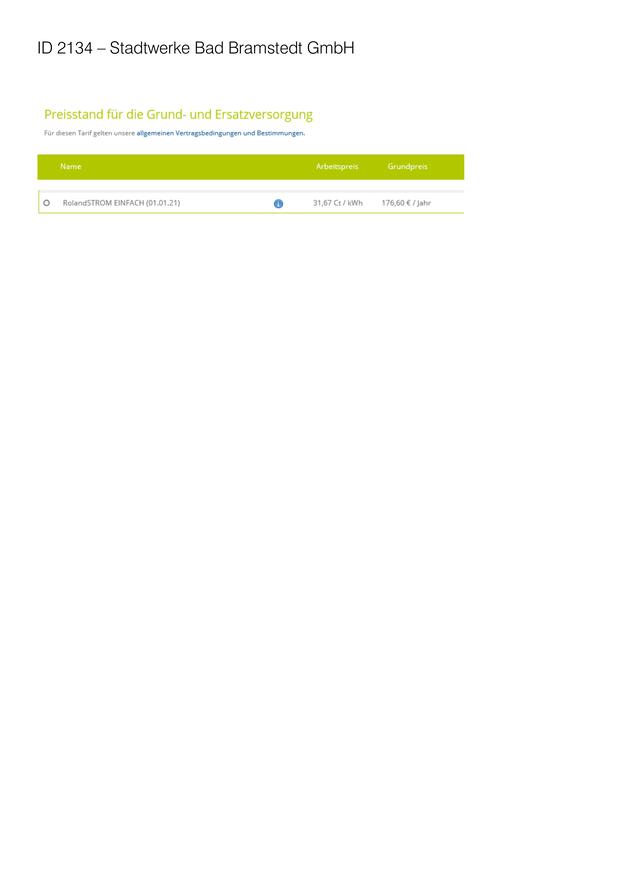 ID 2134 – Stadtwerke Bad Bramstedt GmbH
Preisstand für die Grund- und Ersatzversorgung
Für diesen Tarif gelten unsere allgemeinen Vertragsbedingungen und Bestimmungen.
Name Arbeitspreis Grundpreis
RolandSTROM EINFACH (01.01.21) i 31,67 Ct / kWh 176,60 € / Jahr